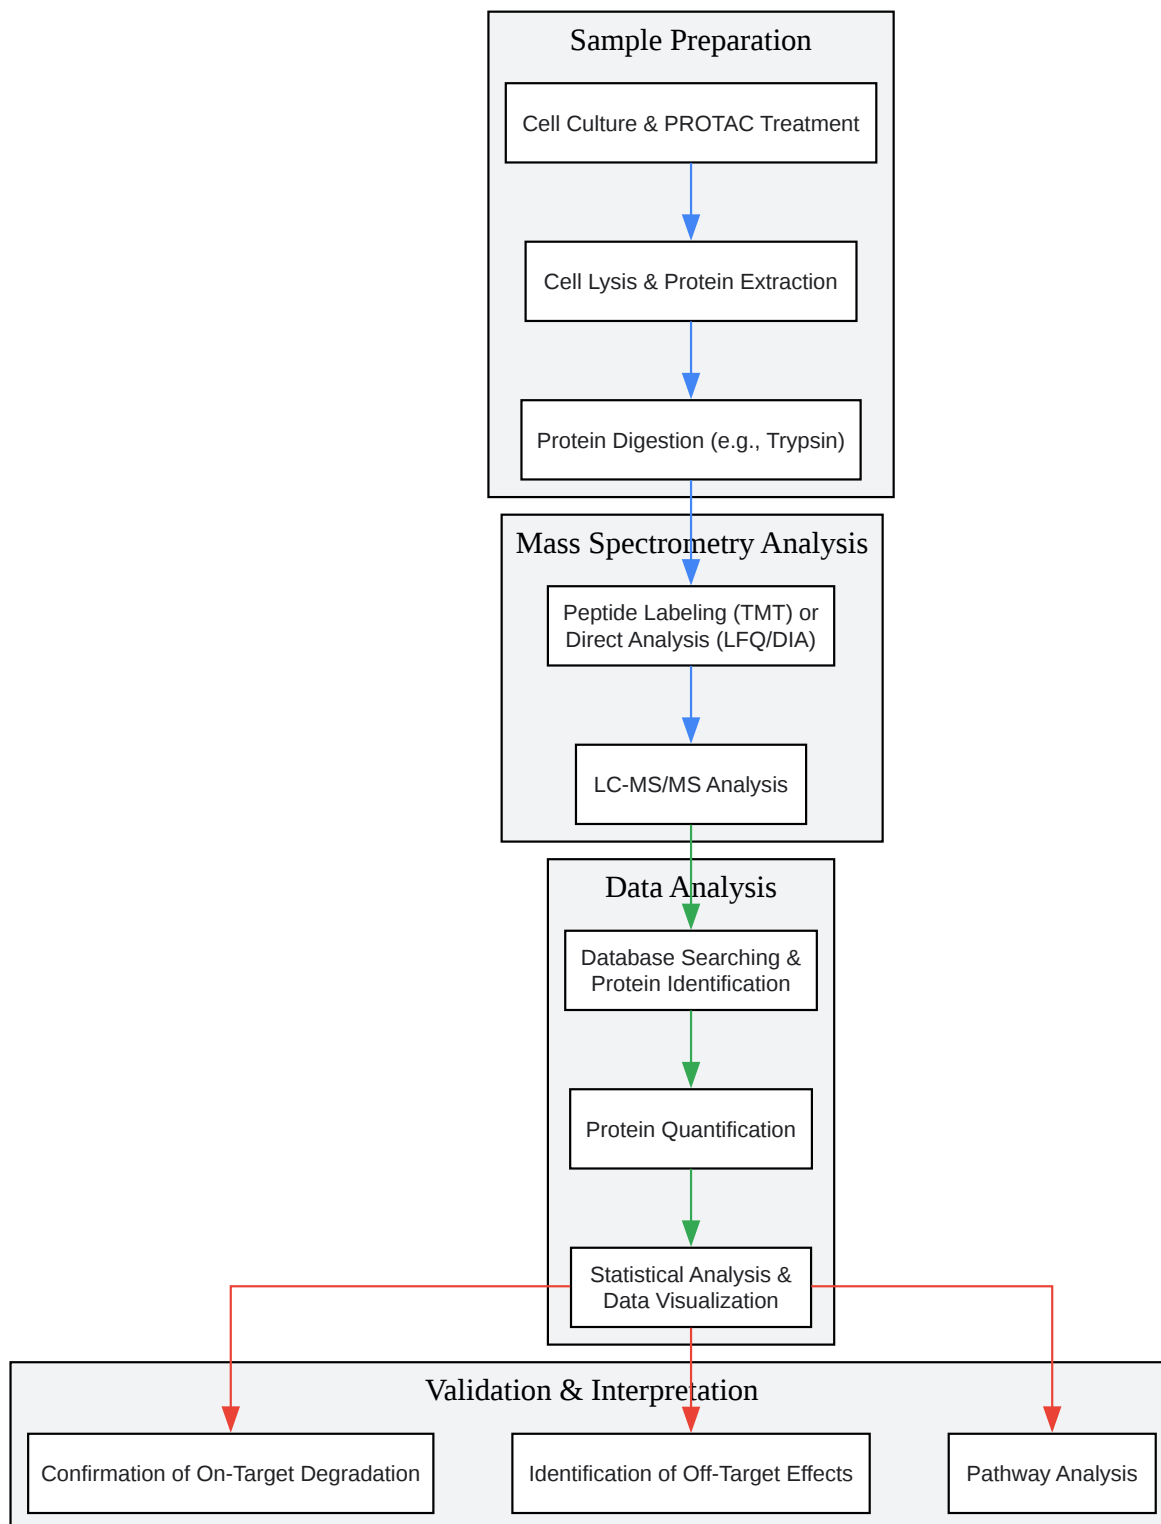 Sample Preparation
Cell Culture & PROTAC Treatment
Cell Lysis & Protein Extraction
Protein Digestion (e.g., Trypsin)
Mass Spectrometry Analysis
Peptide Labeling (TMT) or
Direct Analysis (LFQ/DIA)
LC-MS/MS Analysis
Data Analysis
Database Searching &
Protein Identification
Protein Quantification
Statistical Analysis &
Data Visualization
Validation & Interpretation
Confirmation of On-Target Degradation
Identification of Off-Target Effects
Pathway Analysis